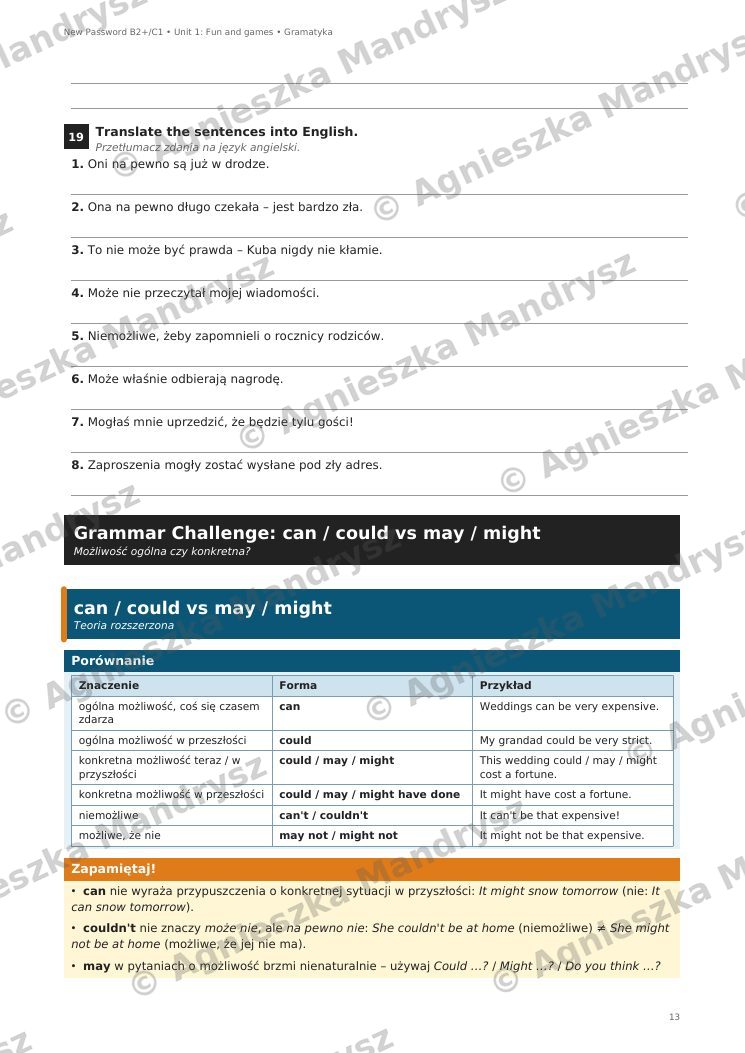 New Password B2+/C1 • Unit 1: Fun and games • Gramatyka
19 Translate the sentences into English.
Przetłumacz zdania na język angielski.
1. Oni na pewno są już w drodze.
2. Ona na pewno długo czekała – jest bardzo zła.
3. To nie może być prawda – Kuba nigdy nie kłamie.
4. Może nie przeczytał mojej wiadomości.
5. Niemożliwe, żeby zapomnieli o rocznicy rodziców.
6. Może właśnie odbierają nagrodę.
7. Mogłaś mnie uprzedzić, że będzie tylu gości!
8. Zaproszenia mogły zostać wysłane pod zły adres.
Grammar Challenge: can / could vs may / might
Możliwość ogólna czy konkretna?
can / could vs may / might
Teoria rozszerzona
Porównanie
Znaczenie Forma Przykład
ogólna możliwość, coś się czasem zdarza can Weddings can be very expensive.
ogólna możliwość w przeszłości could My grandad could be very strict.
konkretna możliwość teraz / w przyszłości could / may / might This wedding could / may / might cost a fortune.
konkretna możliwość w przeszłości could / may / might have done It might have cost a fortune.
niemożliwe can't / couldn't It can't be that expensive!
możliwe, że nie may not / might not It might not be that expensive.
Zapamiętaj!
• can nie wyraża przypuszczenia o konkretnej sytuacji w przyszłości: It might snow tomorrow (nie: It
can snow tomorrow).
• couldn't nie znaczy może nie, ale na pewno nie: She couldn't be at home (niemożliwe) ≠ She might
not be at home (możliwe, że jej nie ma).
• may w pytaniach o możliwość brzmi nienaturalnie – używaj Could …? / Might …? / Do you think …?
13
© Agnieszka Mandrysz